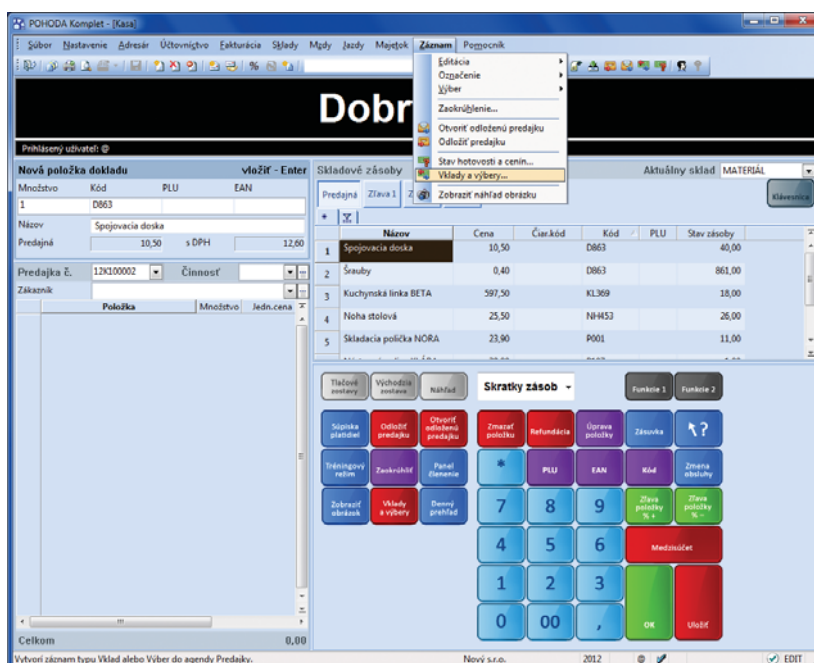 POHODA Komplet - [Kasa]
Súbor Nastavenie Adresár Účtovníctvo Fakturácia Sklady Mzdy Jazdy Majetok Záznam Pomocník
Editácia
Označenie
Výber
Zaokrúhlenie...
Otvoriť odloženú predajku
Odložiť predajku
Stav hotovosti a cenín...
Vklady a výbery...
Zobraziť náhľad obrázku
Dobr
Prihlásený užívateľ: @
Nová položka dokladu vložiť - Enter
Množstvo Kód PLU EAN
1 D863
Názov Spojovacia doska
Predajná 10,50 s DPH 12,60
Predajka č. 12K100002 Činnosť
Zákazník
Položka Množstvo Jedn.cena
Celkom 0,00
Skladové zásoby Aktuálny sklad MATERIÁL
Predajná Zľava 1 Klávesnica
Názov Cena Čiar.kód Kód PLU Stav zásoby
1 Spojovacia doska 10,50 D863 40,00
2 Šrauby 0,40 D863 861,00
3 Kuchynská linka BETA 597,50 KL369 18,00
4 Noha stolová 25,50 NH453 26,00
5 Skladacia polička NORA 23,90 P001 11,00
Tlačové zostavy Východzia zostava Náhľad Skratky zásob Funkcie 1 Funkcie 2
Súpiska platidiel Odložiť predajku Otvoriť odloženú predajku Zmazať položku Refundácia Úprava položky Zásuvka ?
Tréningový režim Zaokrúhliť Panel členenie * PLU EAN Kód Zmena obsluhy
Zobraziť obrázok Vklady a výbery Denný prehľad 7 8 9 Zľava položky % + Zľava položky % -
4 5 6 Medzisúčet
1 2 3
0 00 , OK Uložiť
Vytvorí záznam typu Vklad alebo Výber do agendy Predajky. Nový s.r.o. 2012 @ EDIT